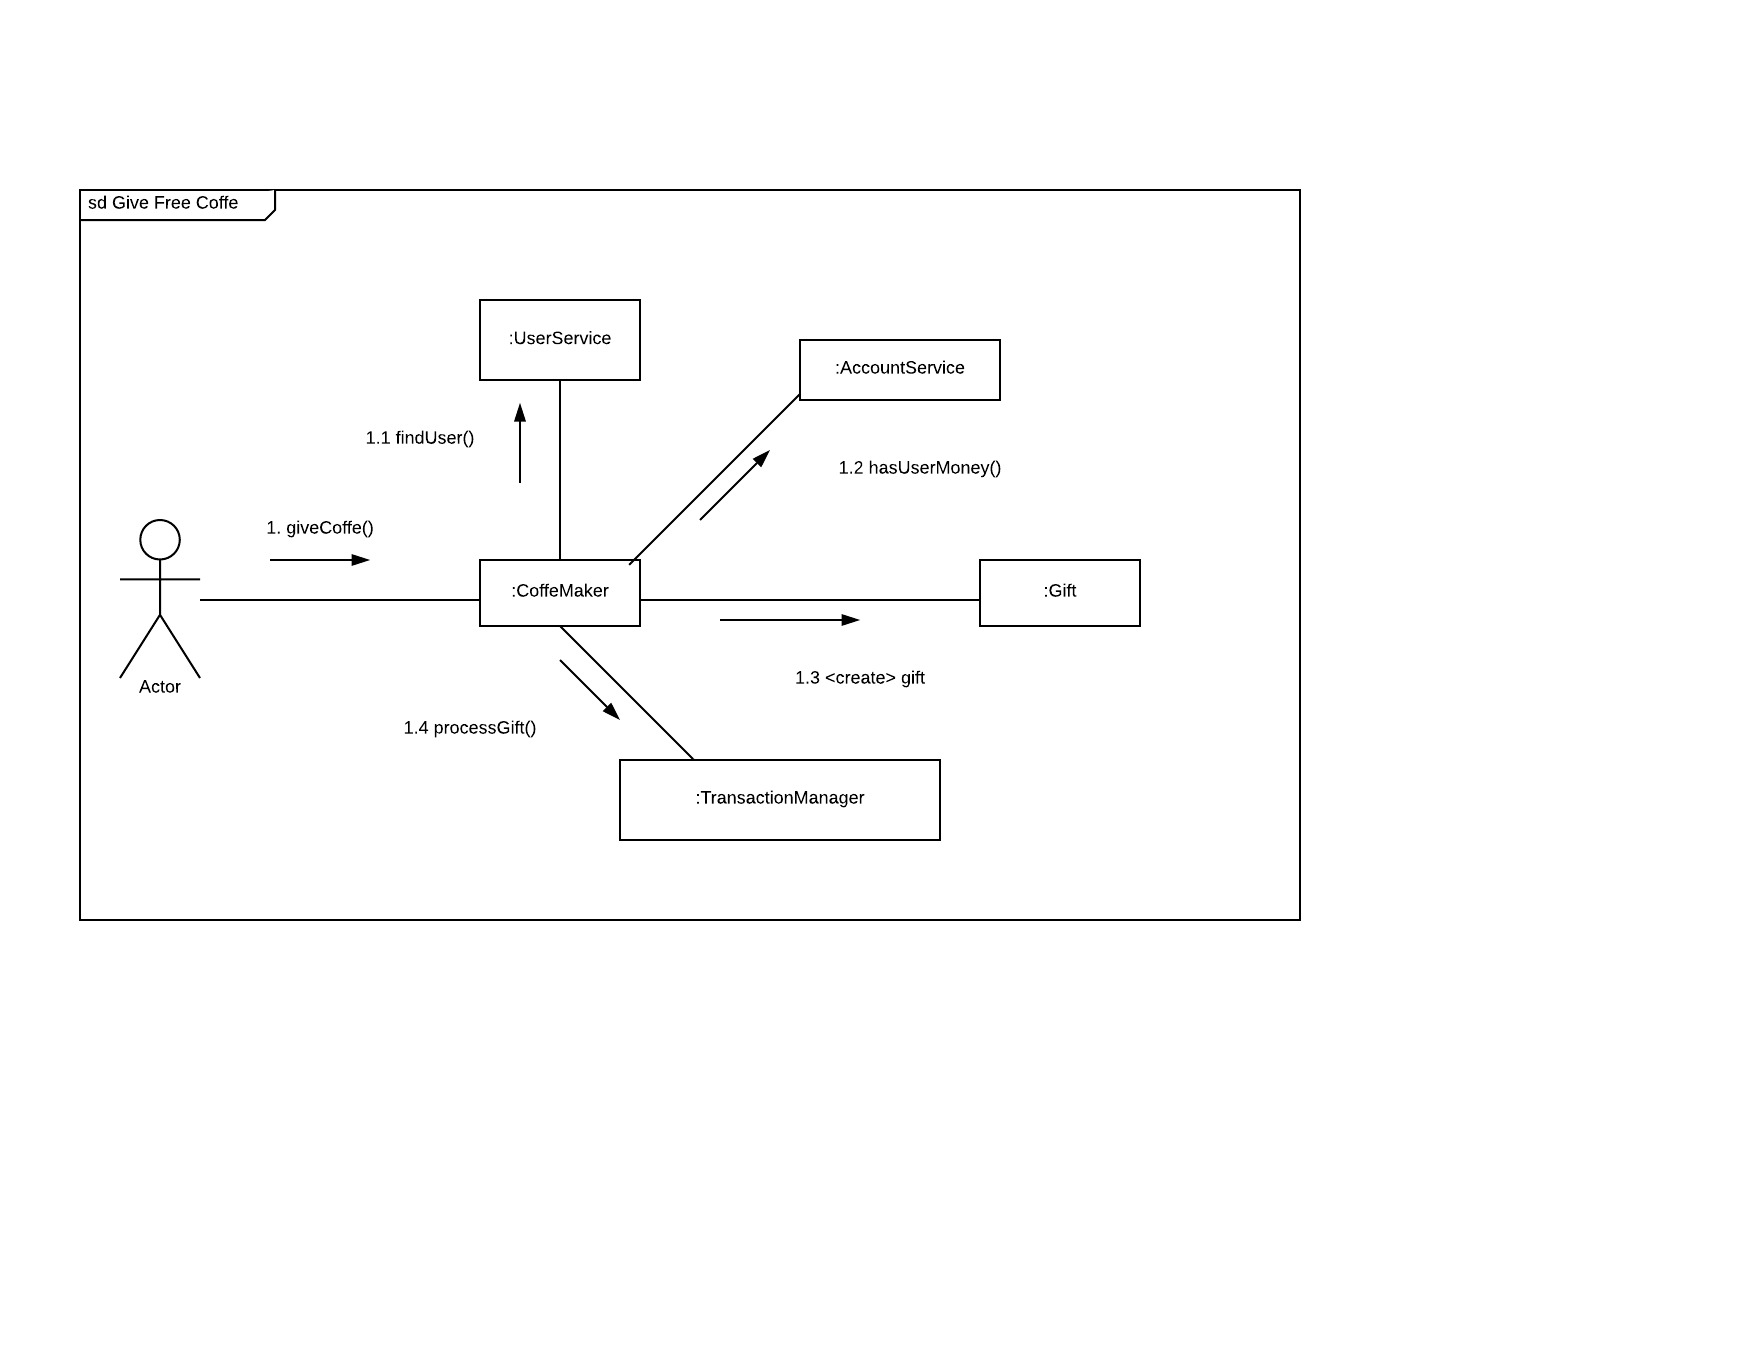 sd Give Free Coffe
:UserService
:AccountService
1.1 findUser()
1.2 hasUserMoney()
1. giveCoffe()
:CoffeMaker
:Gift
1.3 <create> gift
Actor
1.4 processGift()
:TransactionManager